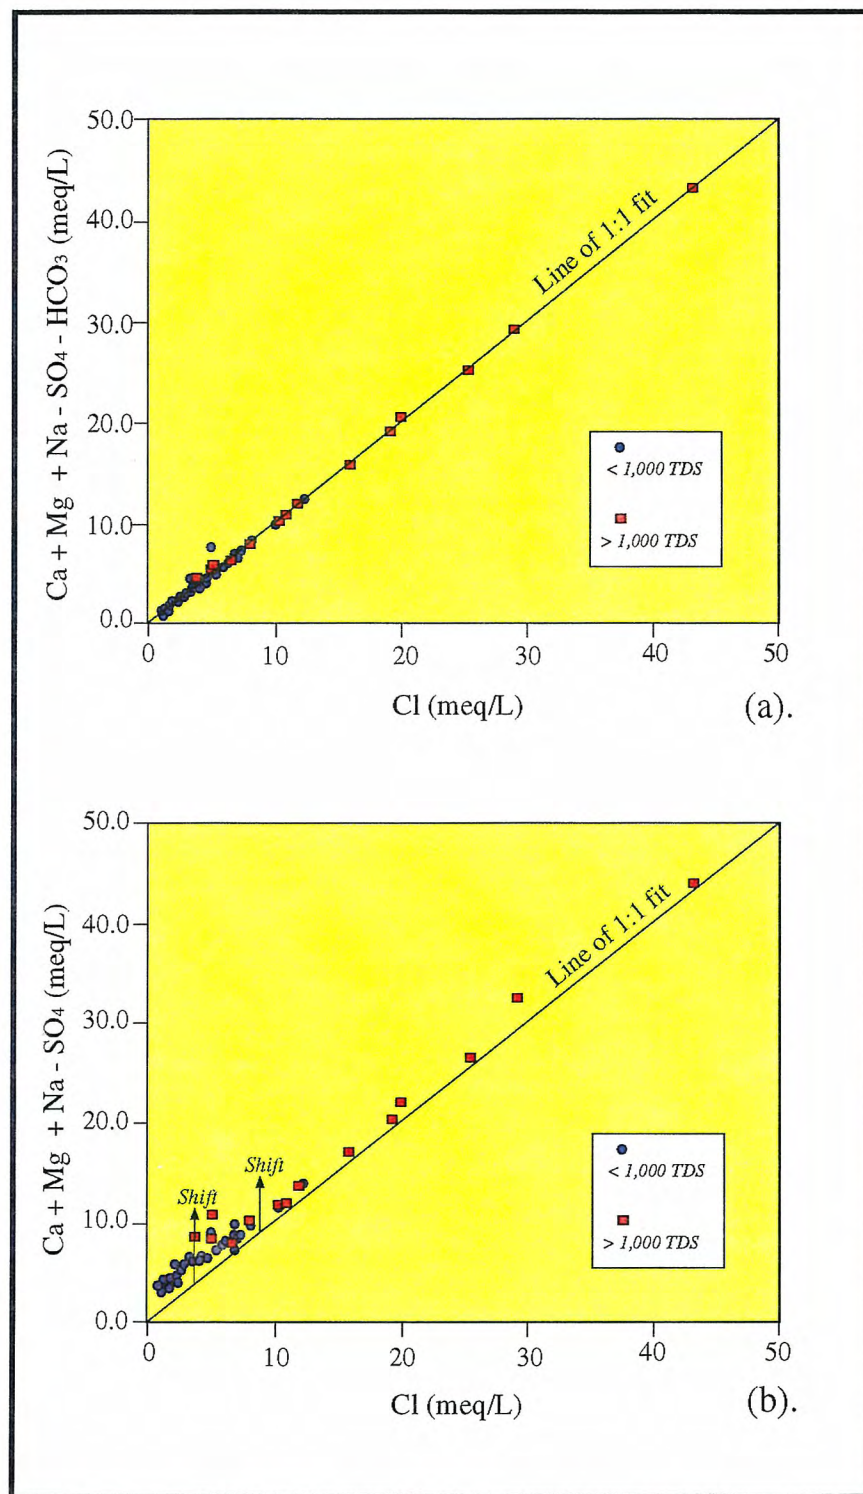 50.0
40.0
30.0
20.0
10.0
0.0
Ca + Mg + Na - SO4 - HCO3 (meq/L)
Line of 1:1 fit
< 1,000 TDS
> 1,000 TDS
0 10 20 30 40 50
Cl (meq/L)
(a).
50.0
40.0
30.0
20.0
10.0
0.0
Ca + Mg + Na - SO4 (meq/L)
Line of 1:1 fit
Shift
Shift
< 1,000 TDS
> 1,000 TDS
0 10 20 30 40 50
Cl (meq/L)
(b).